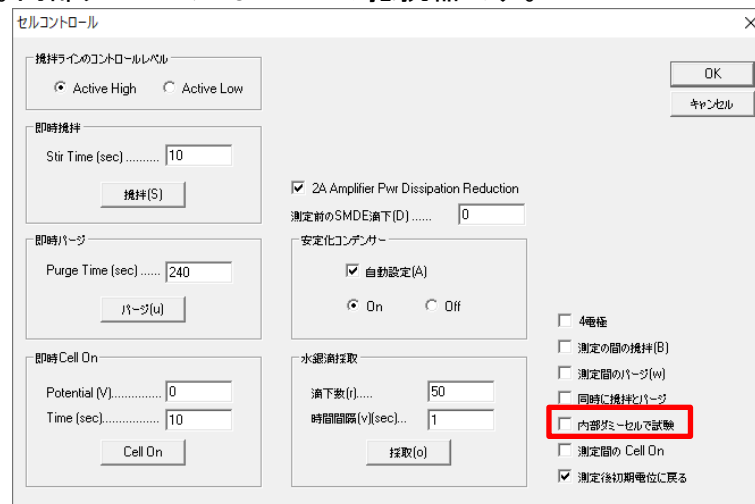 セルコントロール
攪拌ラインのコントロールレベル
Active High
Active Low
OK
キャンセル
即時攪拌
Stir Time (sec) .......... 10
攪拌(S)
2A Amplifier Pwr Dissipation Reduction
測定前のSMDE滴下(D) ...... 0
即時パージ
Purge Time (sec) ...... 240
パージ(u)
安定化コンデンサー
自動設定(A)
On
Off
即時Cell On
Potential (V).............. 0
Time (sec)................ 10
Cell On
水銀滴採取
滴下数(r)..... 50
時間間隔(v)(sec)... 1
採取(o)
4電極
測定の間の攪拌(B)
測定間のパージ(w)
同時に攪拌とパージ
内部ダミーセルで試験
測定間の Cell On
測定後初期電位に戻る